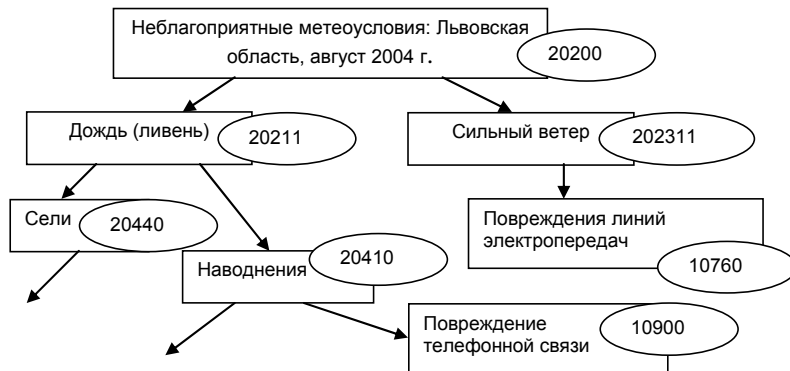 Неблагоприятные метеоусловия: Львовская
область, август 2004 г.
20200
Дождь (ливень)
20211
Сильный ветер
202311
Сели
20440
Повреждения линий
электропередач
10760
Наводнения
20410
Повреждение
телефонной связи
10900